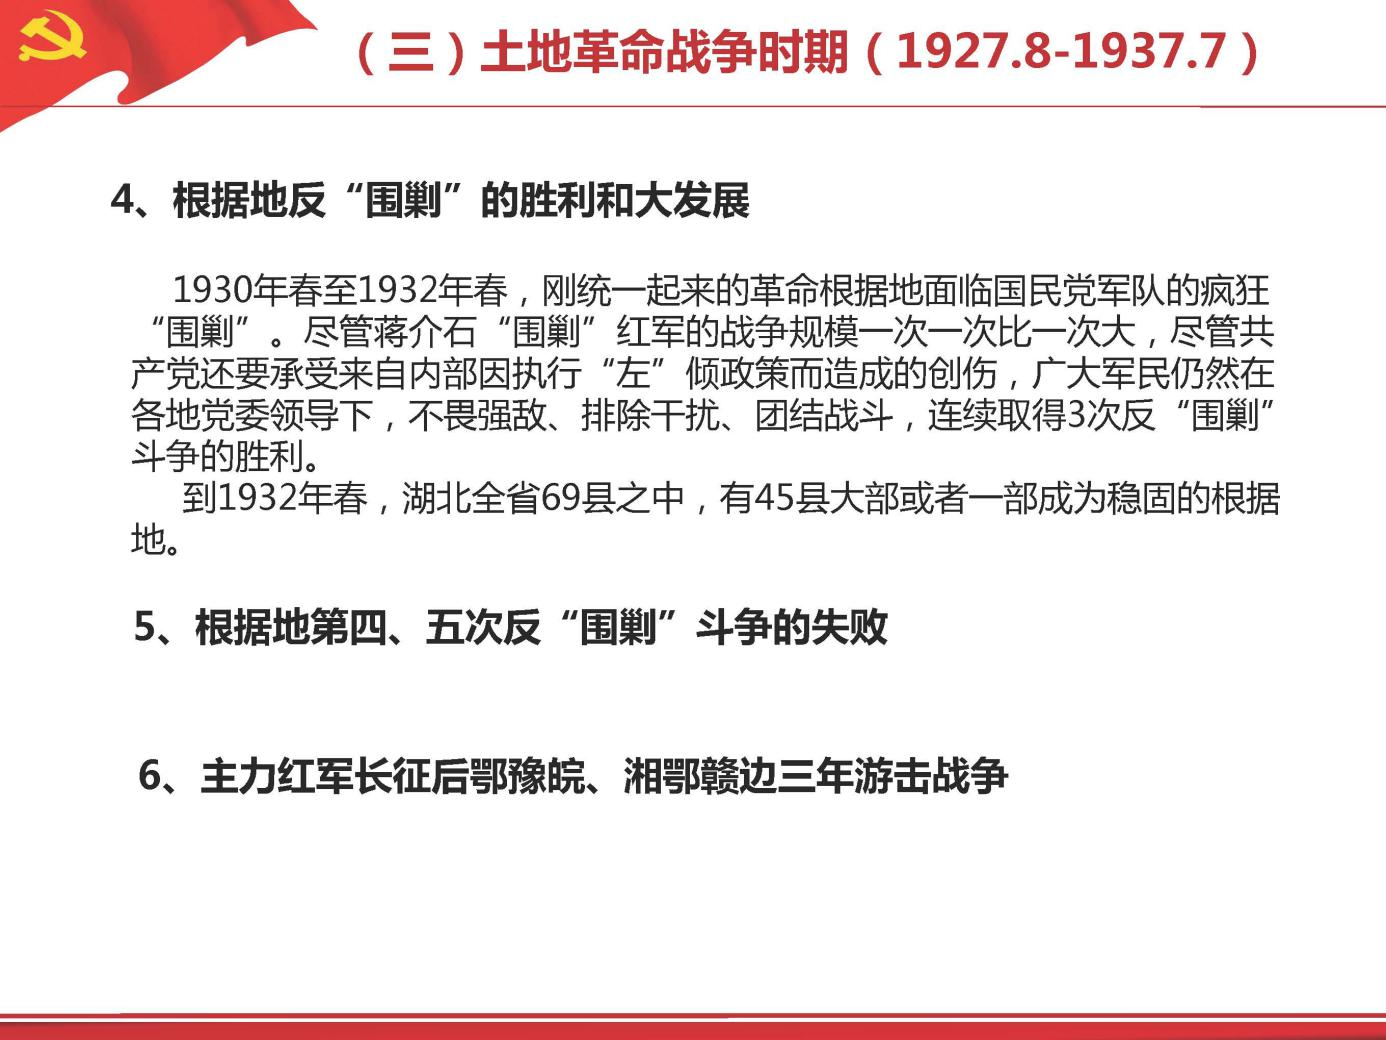 （三）土地革命战争时期（1927.8-1937.7）
4、根据地反“围剿”的胜利和大发展
1930年春至1932年春，刚统一起来的革命根据地面临国民党军队的疯狂
“围剿”。尽管蒋介石“围剿”红军的战争规模一次一次比一次大，尽管共
产党还要承受来自内部因执行“左”倾政策而造成的创伤，广大军民仍然在
各地党委领导下，不畏强敌、排除干扰、团结战斗，连续取得3次反“围剿”
斗争的胜利。
到1932年春，湖北全省69县之中，有45县大部或者一部成为稳固的根据
地。
5、根据地第四、五次反“围剿”斗争的失败
6、主力红军长征后鄂豫皖、湘鄂赣边三年游击战争